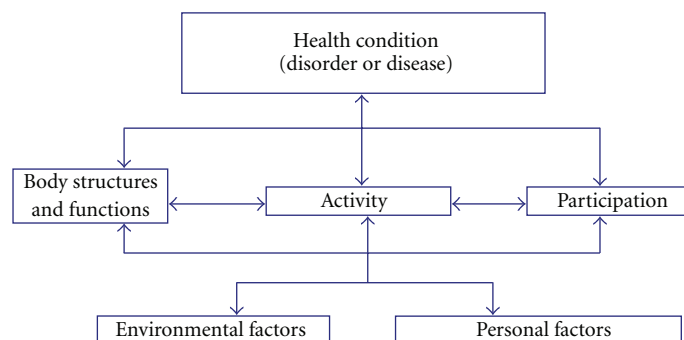 Health condition
(disorder or disease)
Body structures
and functions
Activity
Participation
Environmental factors
Personal factors